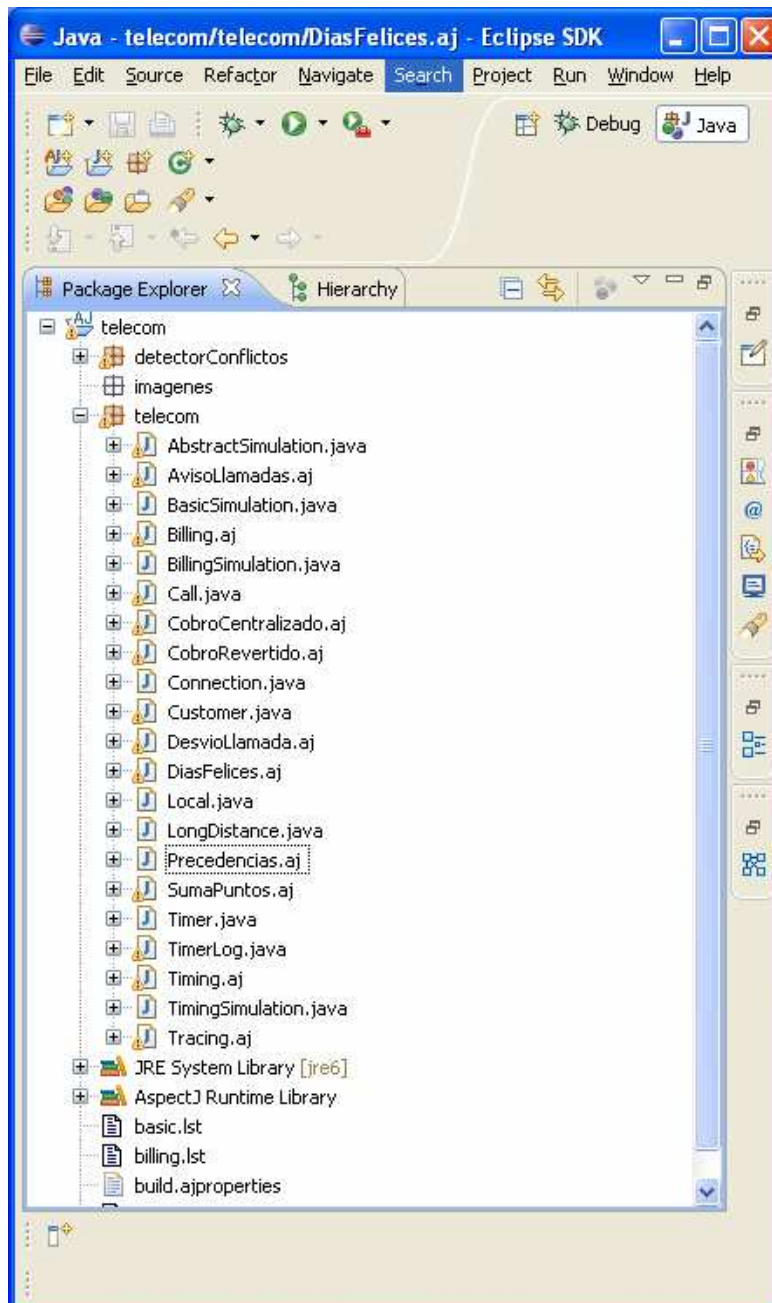 Java - telecom/telecom/DiasFelices.aj - Eclipse SDK
File Edit Source Refactor Navigate Search Project Run Window Help
Debug Java
Package Explorer Hierarchy
telecom
detectorConflictos
imagenes
telecom
AbstractSimulation.java
AvisoLlamadas.aj
BasicSimulation.java
Billing.aj
BillingSimulation.java
Call.java
CobroCentralizado.aj
CobroRevertido.aj
Connection.java
Customer.java
DesvioLlamada.aj
DiasFelices.aj
Local.java
LongDistance.java
Precedencias.aj
SumaPuntos.aj
Timer.java
TimerLog.java
Timing.aj
TimingSimulation.java
Tracing.aj
JRE System Library [jre6]
AspectJ Runtime Library
basic.lst
billing.lst
build.ajproperties